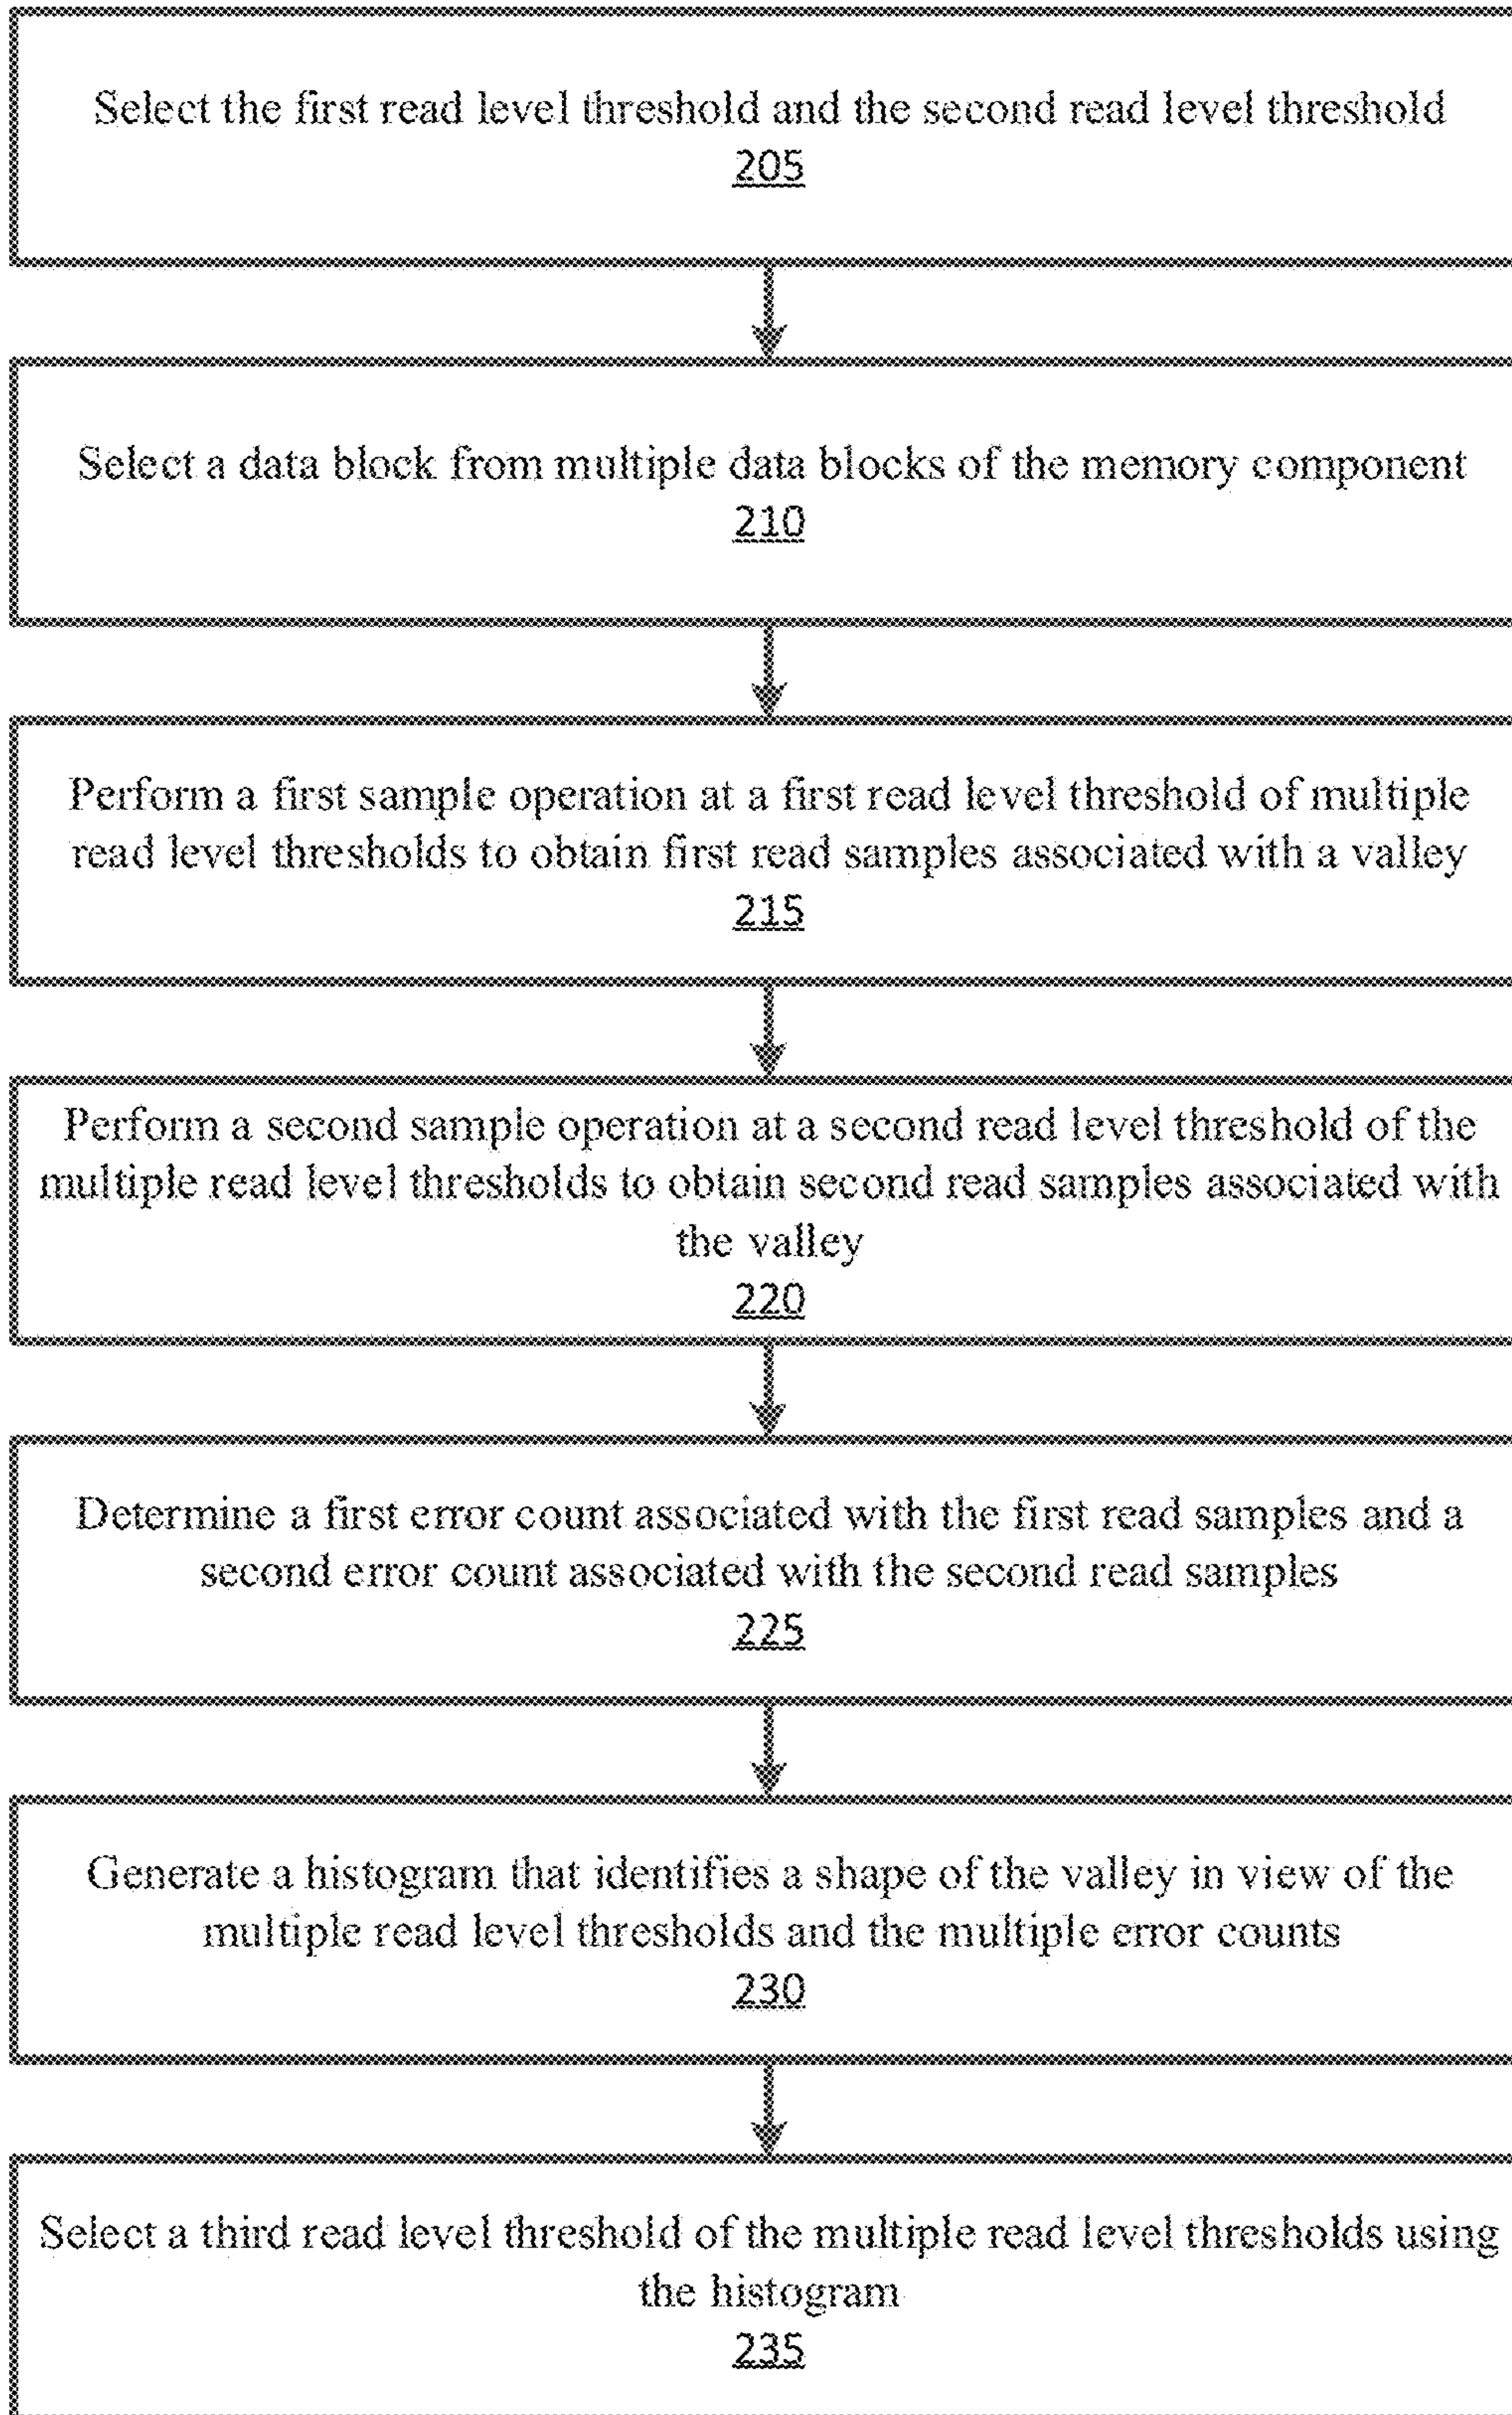 Select the first read level threshold and the second read level threshold
205
Select a data block from multiple data blocks of the memory component
210
Perform a first sample operation at a first read level threshold of multiple
read level thresholds to obtain first read samples associated with a valley
215
Perform a second sample operation at a second read level threshold of the
multiple read level thresholds to obtain second read samples associated with
the valley
220
Determine a first error count associated with the first read samples and a
second error count associated with the second read samples
225
Generate a histogram that identifies a shape of the valley in view of the
multiple read level thresholds and the multiple error counts
230
Select a third read level threshold of the multiple read level thresholds using
the histogram
235